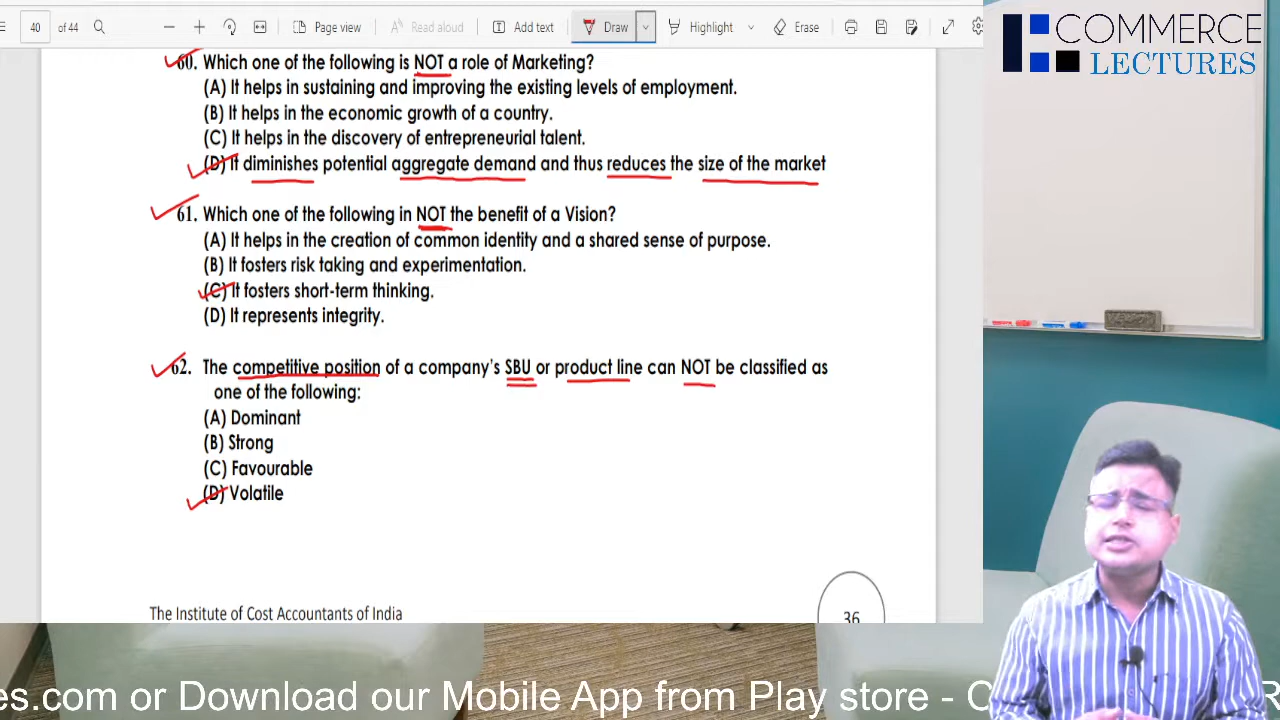 40 of 44
Page view
Read aloud
Add text
Draw
Highlight
Erase
COMMERCE
LECTURES
60. Which one of the following is NOT a role of Marketing?
(A) It helps in sustaining and improving the existing levels of employment.
(B) It helps in the economic growth of a country.
(C) It helps in the discovery of entrepreneurial talent.
(D) It diminishes potential aggregate demand and thus reduces the size of the market
61. Which one of the following in NOT the benefit of a Vision?
(A) It helps in the creation of common identity and a shared sense of purpose.
(B) It fosters risk taking and experimentation.
(C) It fosters short-term thinking.
(D) It represents integrity.
62. The competitive position of a company's SBU or product line can NOT be classified as
one of the following:
(A) Dominant
(B) Strong
(C) Favourable
(D) Volatile
The Institute of Cost Accountants of India
36
es.com or Download our Mobile App from Play store - C